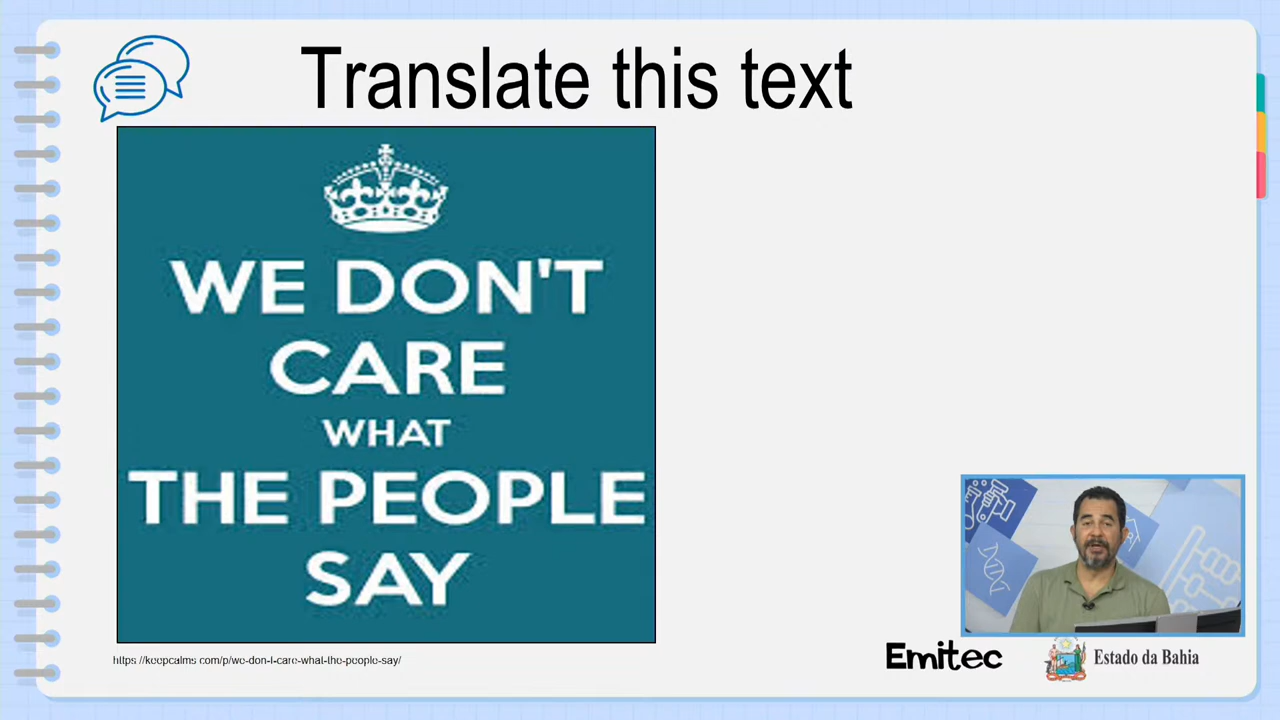 Translate this text
WE DON'T
CARE
WHAT
THE PEOPLE
SAY
https://keepcalms.com/p/we-don-t-care-what-the-people-say/
Emitec
Estado da Bahia